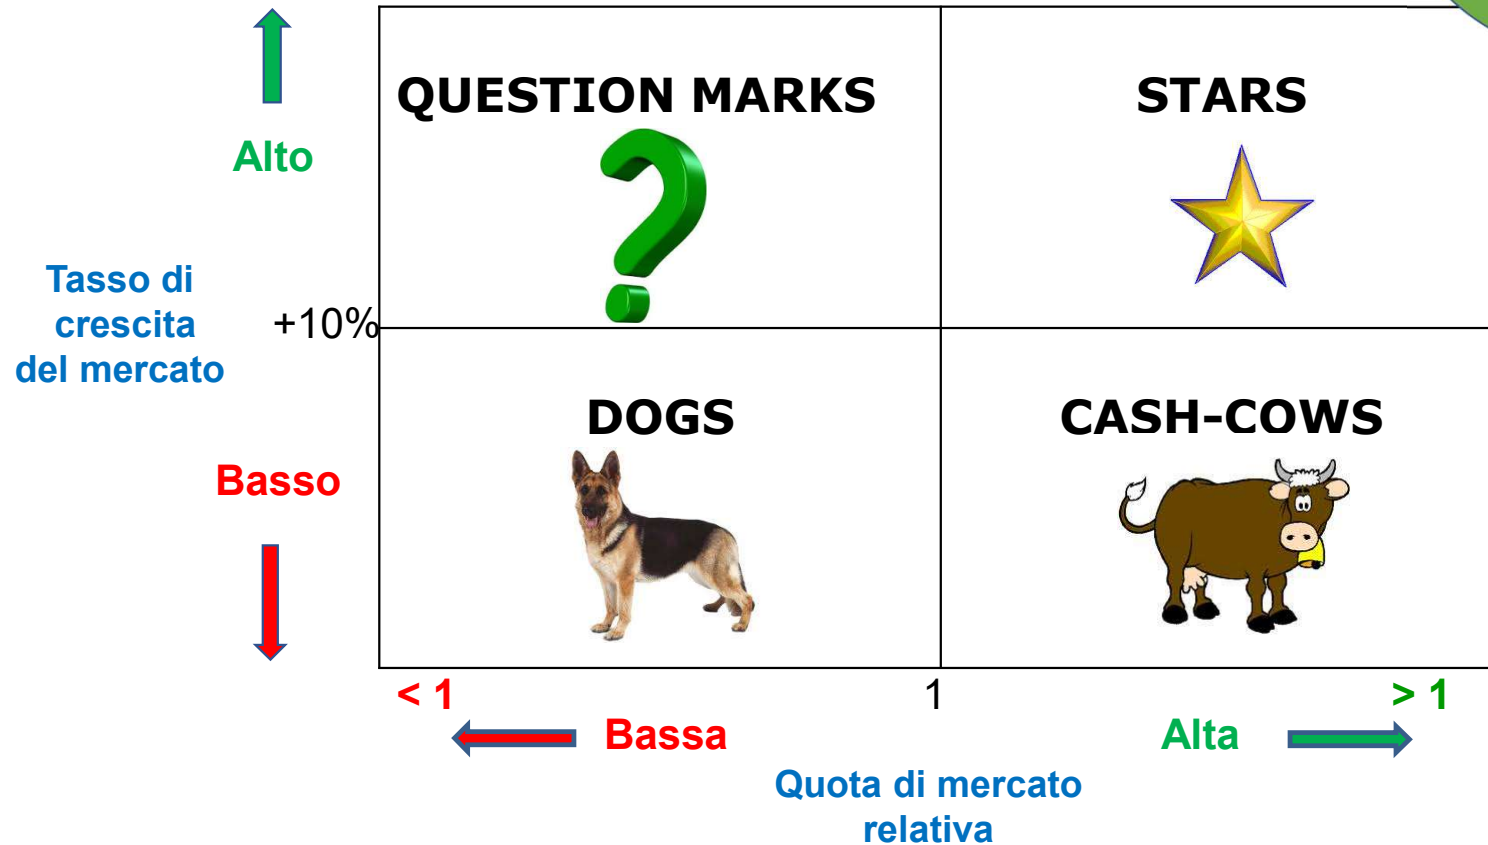 QUESTION MARKS
STARS
Alto
Tasso di
crescita
del mercato
+10%
DOGS
CASH-COWS
Basso
< 1
1
> 1
Bassa
Alta
Quota di mercato
relativa